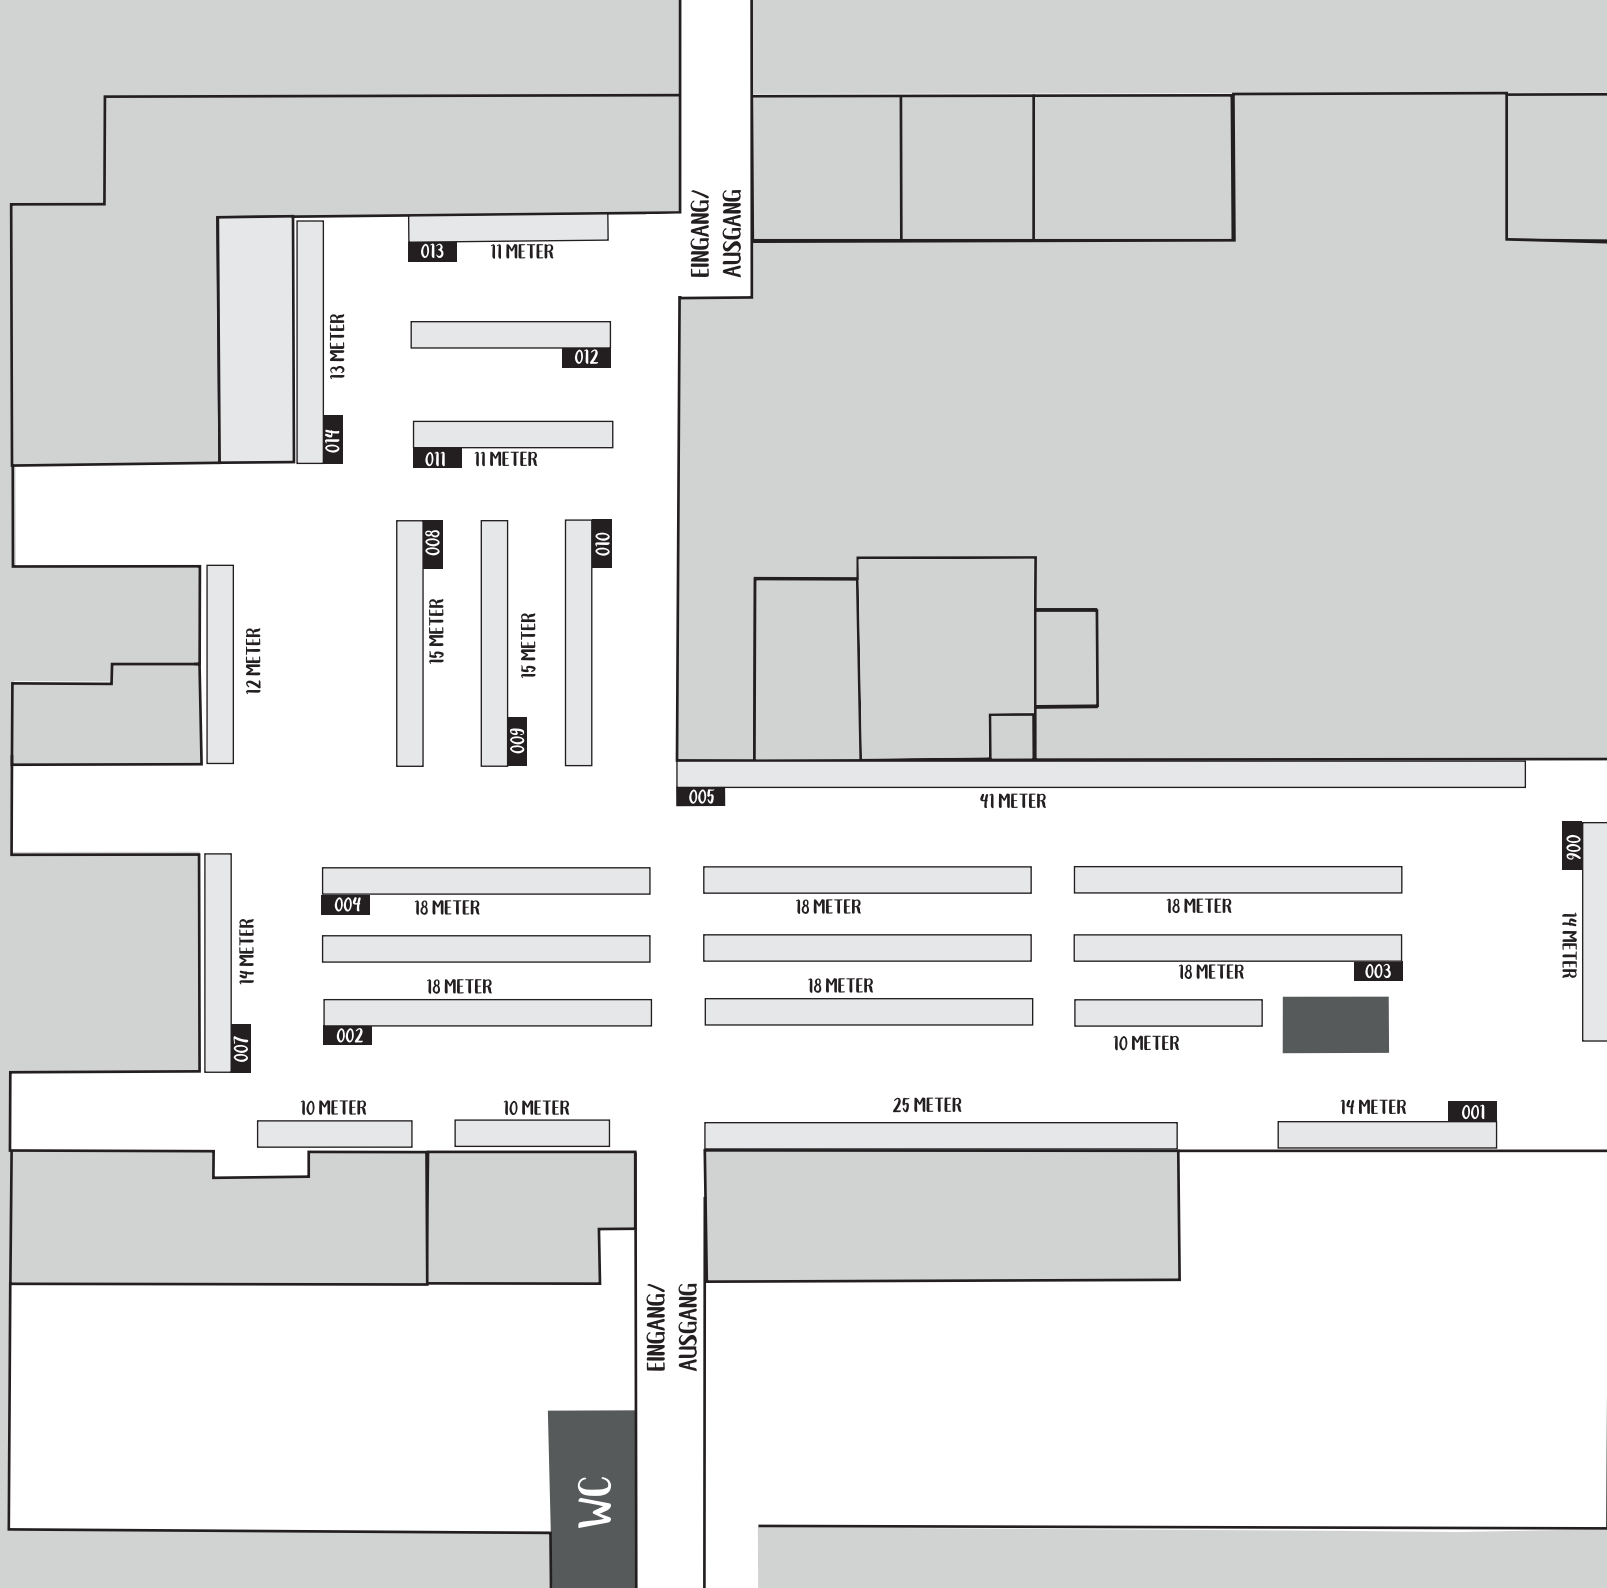 EINGANG/
AUSGANG
013
11 METER
012
13 METER
014
011
11 METER
008
010
15 METER
15 METER
12 METER
009
005
41 METER
006
004
18 METER
18 METER
18 METER
14 METER
14 METER
18 METER
003
18 METER
18 METER
002
007
10 METER
10 METER
10 METER
25 METER
14 METER
001
EINGANG/
AUSGANG
WC